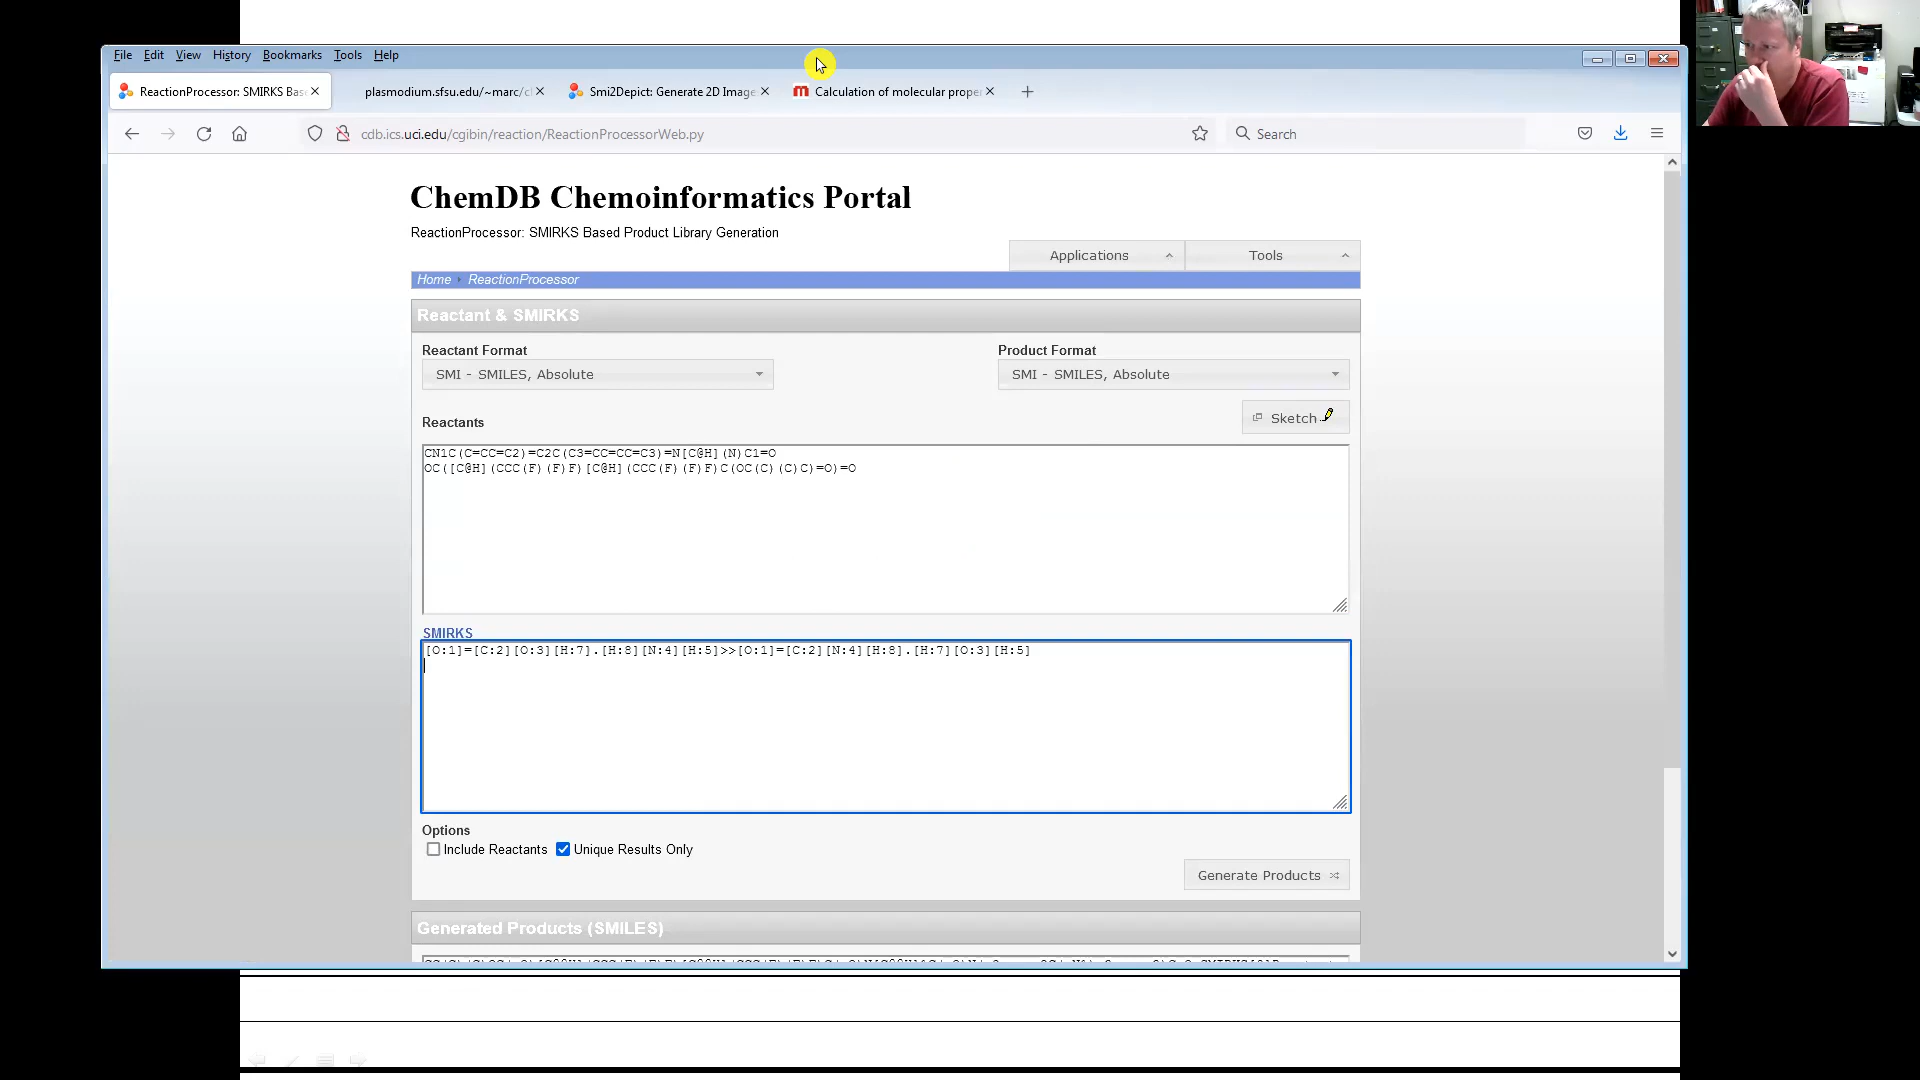 File Edit View History Bookmarks Tools Help
ReactionProcessor: SMIRKS Bas
plasmodium.sfsu.edu/~marc/c
Smi2Depict: Generate 2D Image
Calculation of molecular proper
cdb.ics.uci.edu/cgibin/reaction/ReactionProcessorWeb.py
Search
ChemDB Chemoinformatics Portal
ReactionProcessor: SMIRKS Based Product Library Generation
Applications Tools
Home ReactionProcessor
Reactant & SMIRKS
Reactant Format Product Format
SMI - SMILES, Absolute SMI - SMILES, Absolute
Reactants Sketch
CN1C(C=CC=C2)=C2C(C3=CC=CC=C3)=N[C@H](N)C1=O
OC([C@H](CCC(F)(F)F)[C@H](CCC(F)(F)F)C(OC(C)(C)C)=O)=O
SMIRKS
[O:1]=[C:2][O:3][H:7].[H:8][N:4][H:5]>>[O:1]=[C:2][N:4][H:8].[H:7][O:3][H:5]
Options
Include Reactants Unique Results Only
Generate Products
Generated Products (SMILES)